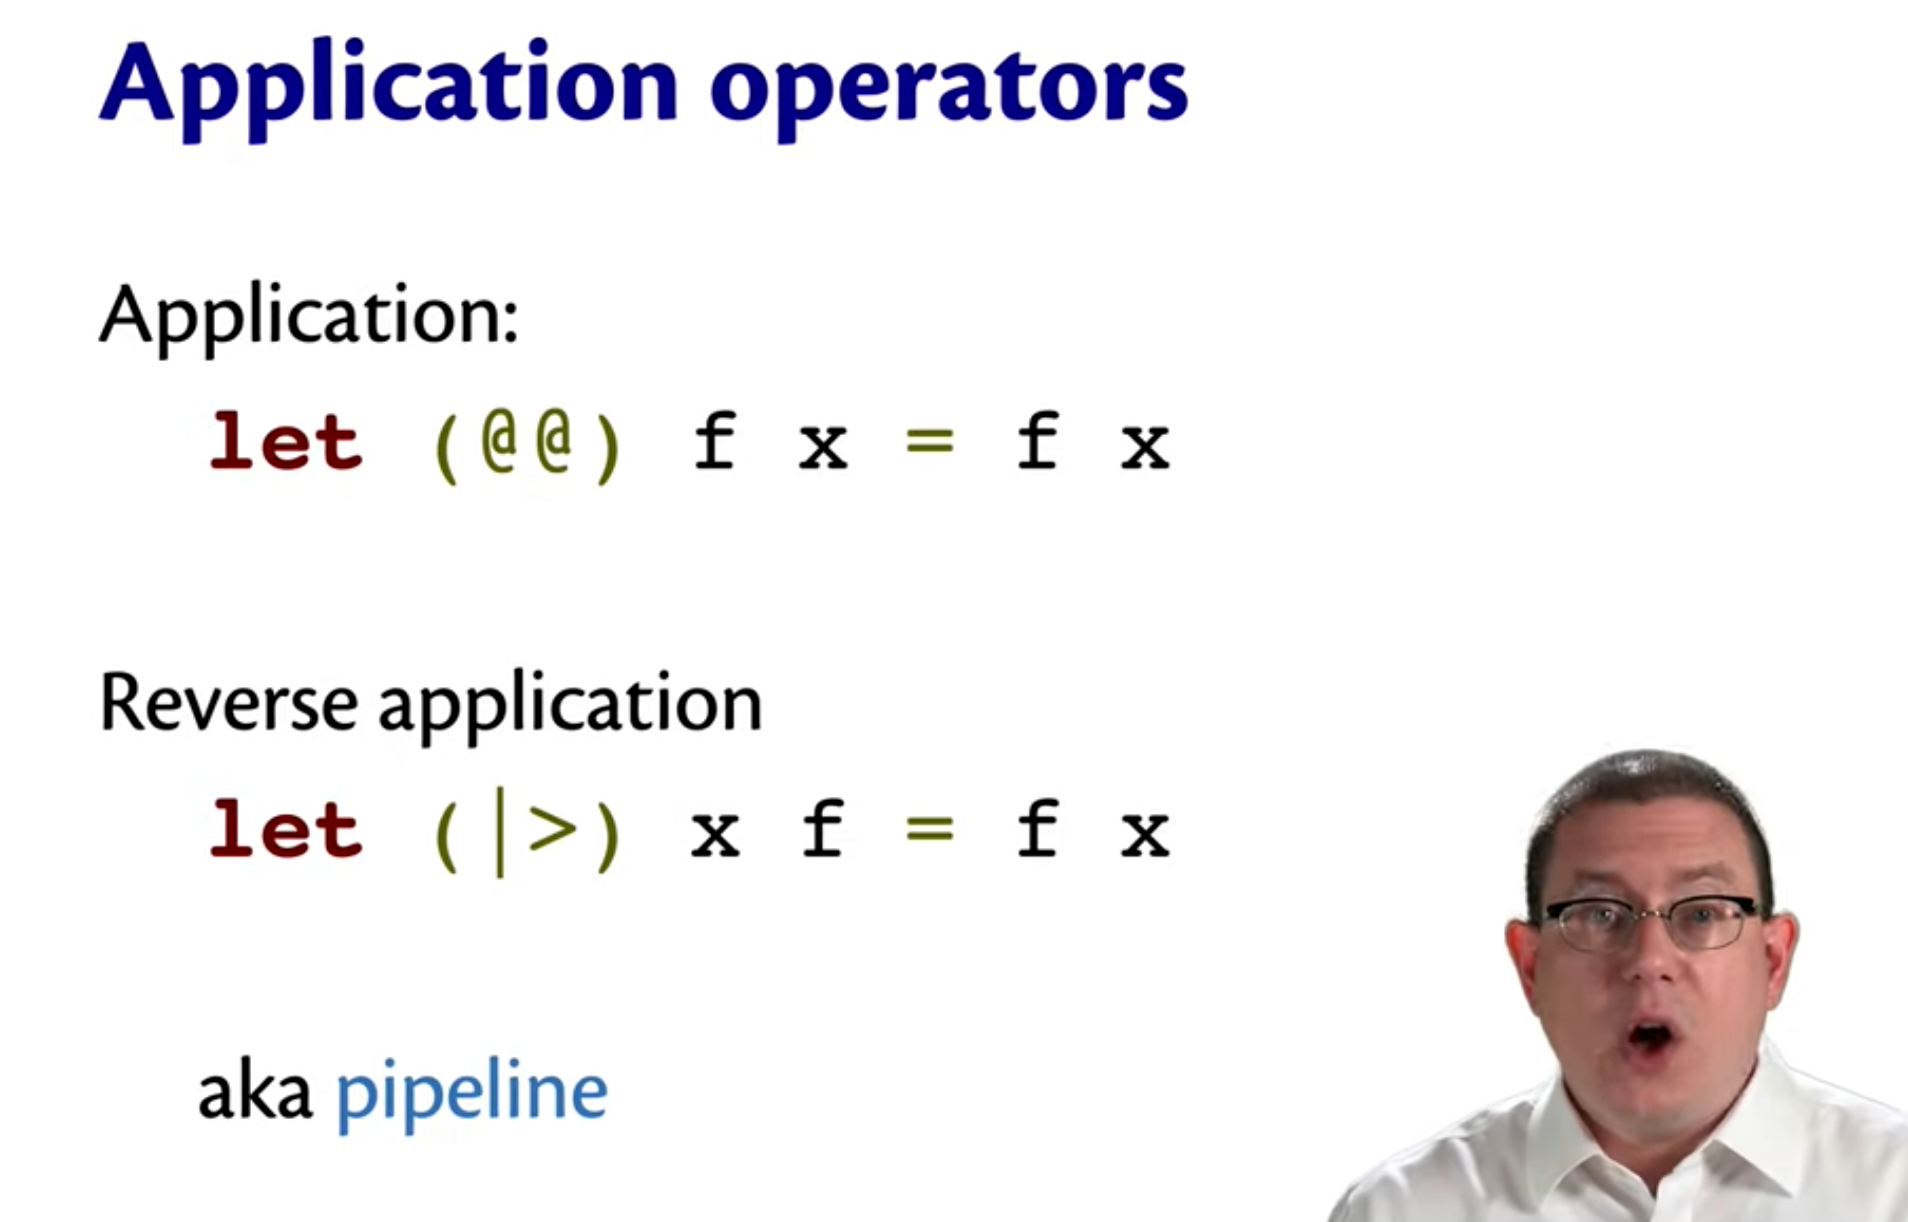 Application operators
Application:
let (@@) f x = f x
Reverse application
let (|>) x f = f x
aka pipeline